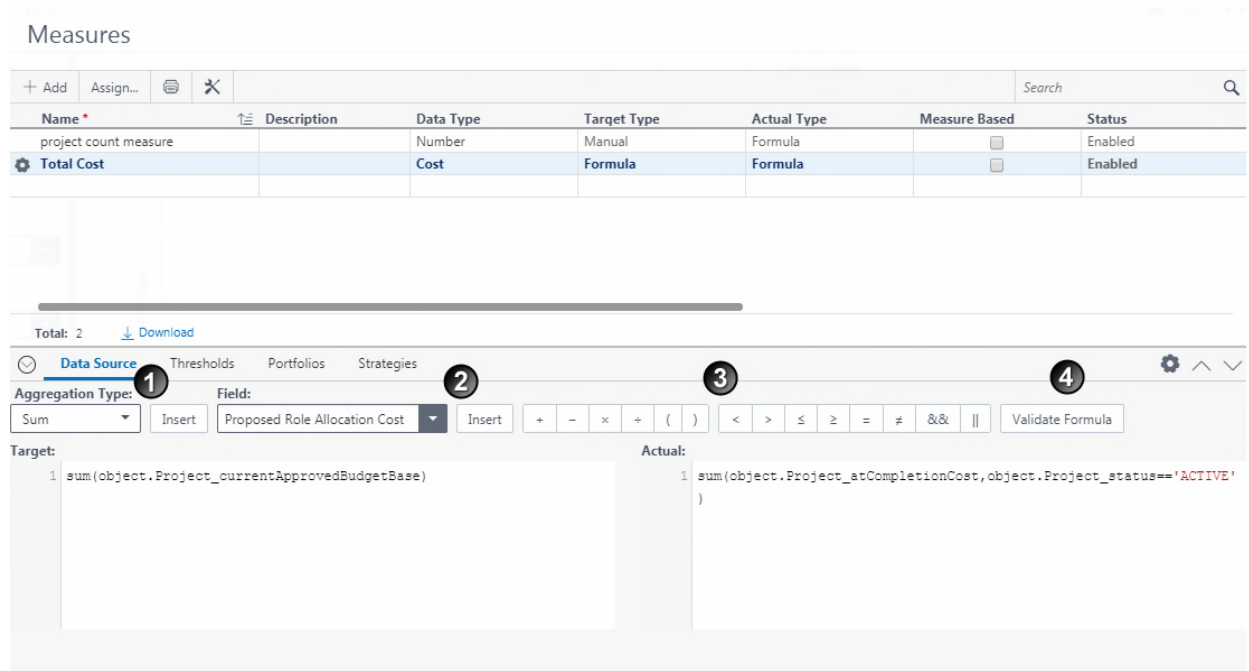 Measures
+ Add Assign... Search
Name * Description Data Type Target Type Actual Type Measure Based Status
project count measure Number Manual Formula Enabled
Total Cost Cost Formula Formula Enabled
Total: 2 Download
Data Source Thresholds Portfolios Strategies
1 2 3 4
Aggregation Type: Field:
Sum Insert Proposed Role Allocation Cost Insert + − × ÷ ( ) < > ≤ ≥ = ≠ && || Validate Formula
Target: Actual:
1 sum(object.Project_currentApprovedBudgetBase) 1 sum(object.Project_atCompletionCost,object.Project_status=='ACTIVE'
)